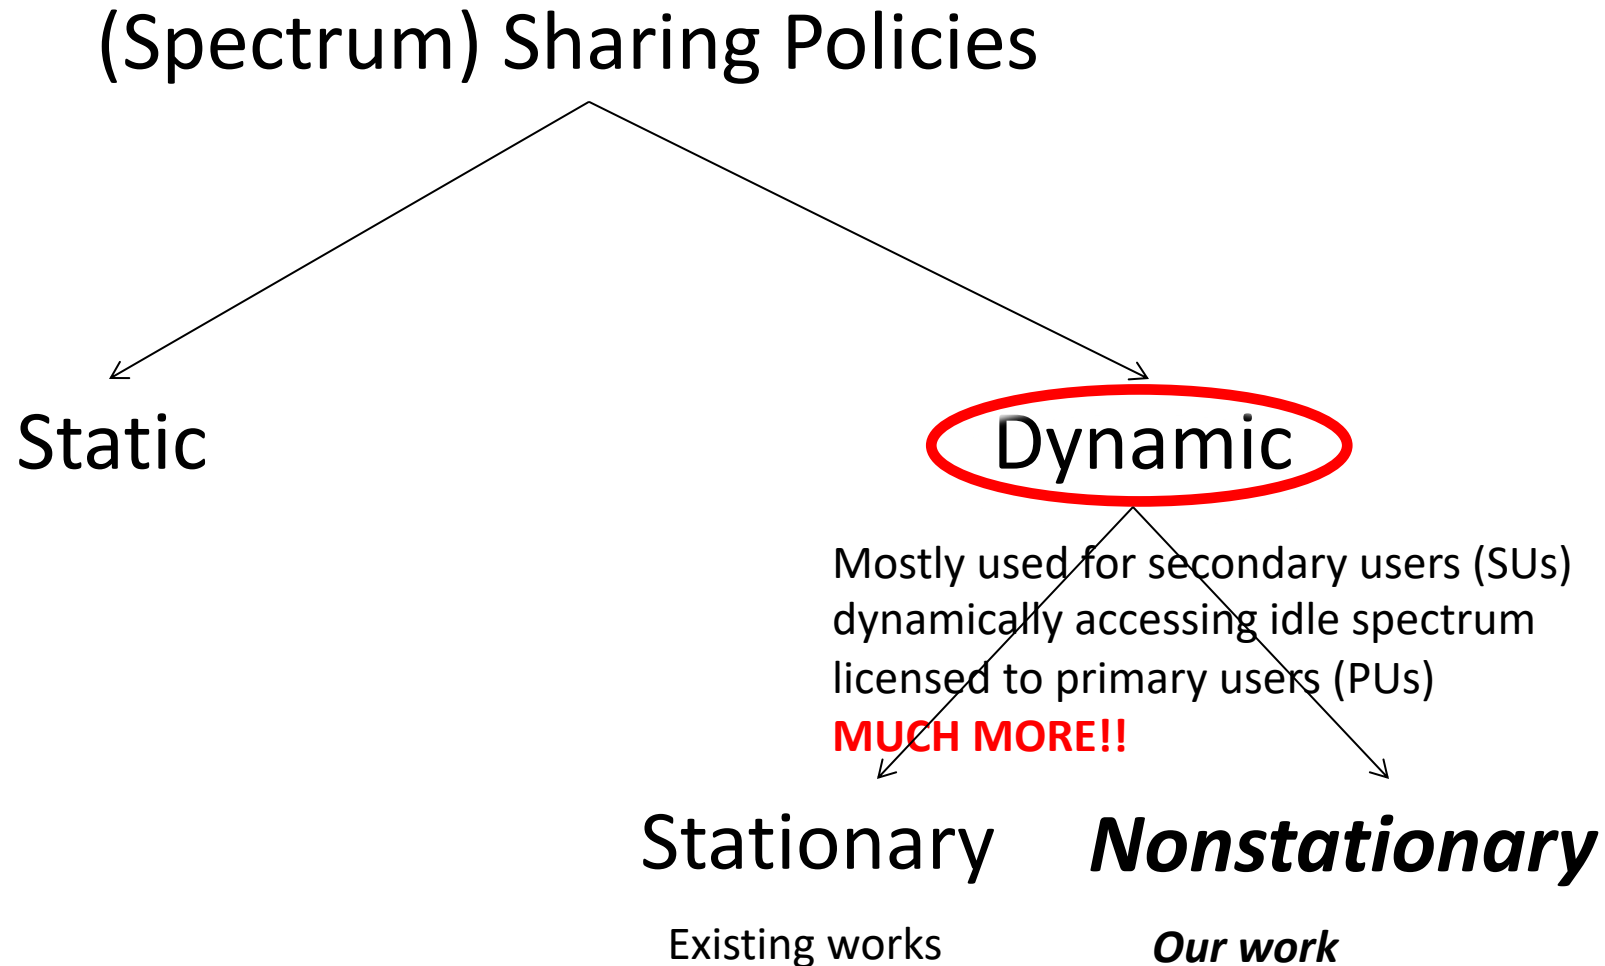 (Spectrum) Sharing Policies
Static
Dynamic
Mostly used for secondary users (SUs)
dynamically accessing idle spectrum
licensed to primary users (PUs)
MUCH MORE!!
Stationary
Nonstationary
Existing works
Our work